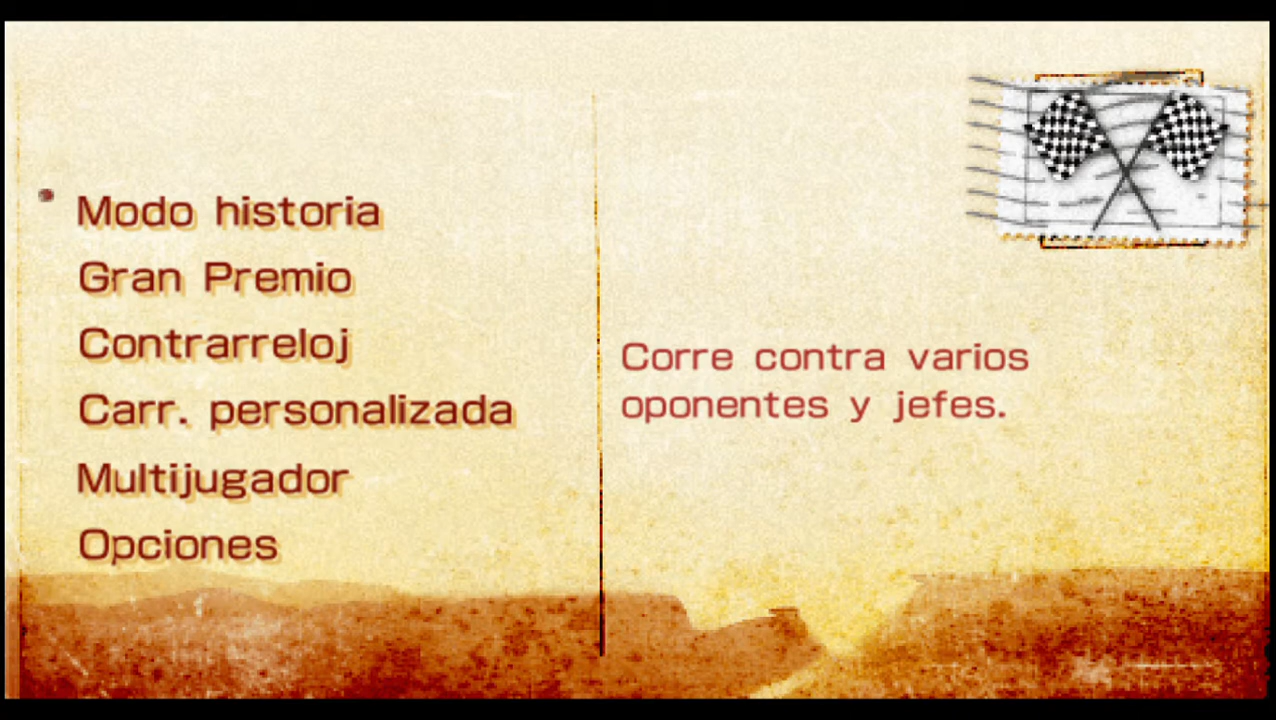 Modo historia
Gran Premio
Contrarreloj
Carr. personalizada
Multijugador
Opciones
Corre contra varios
oponentes y jefes.